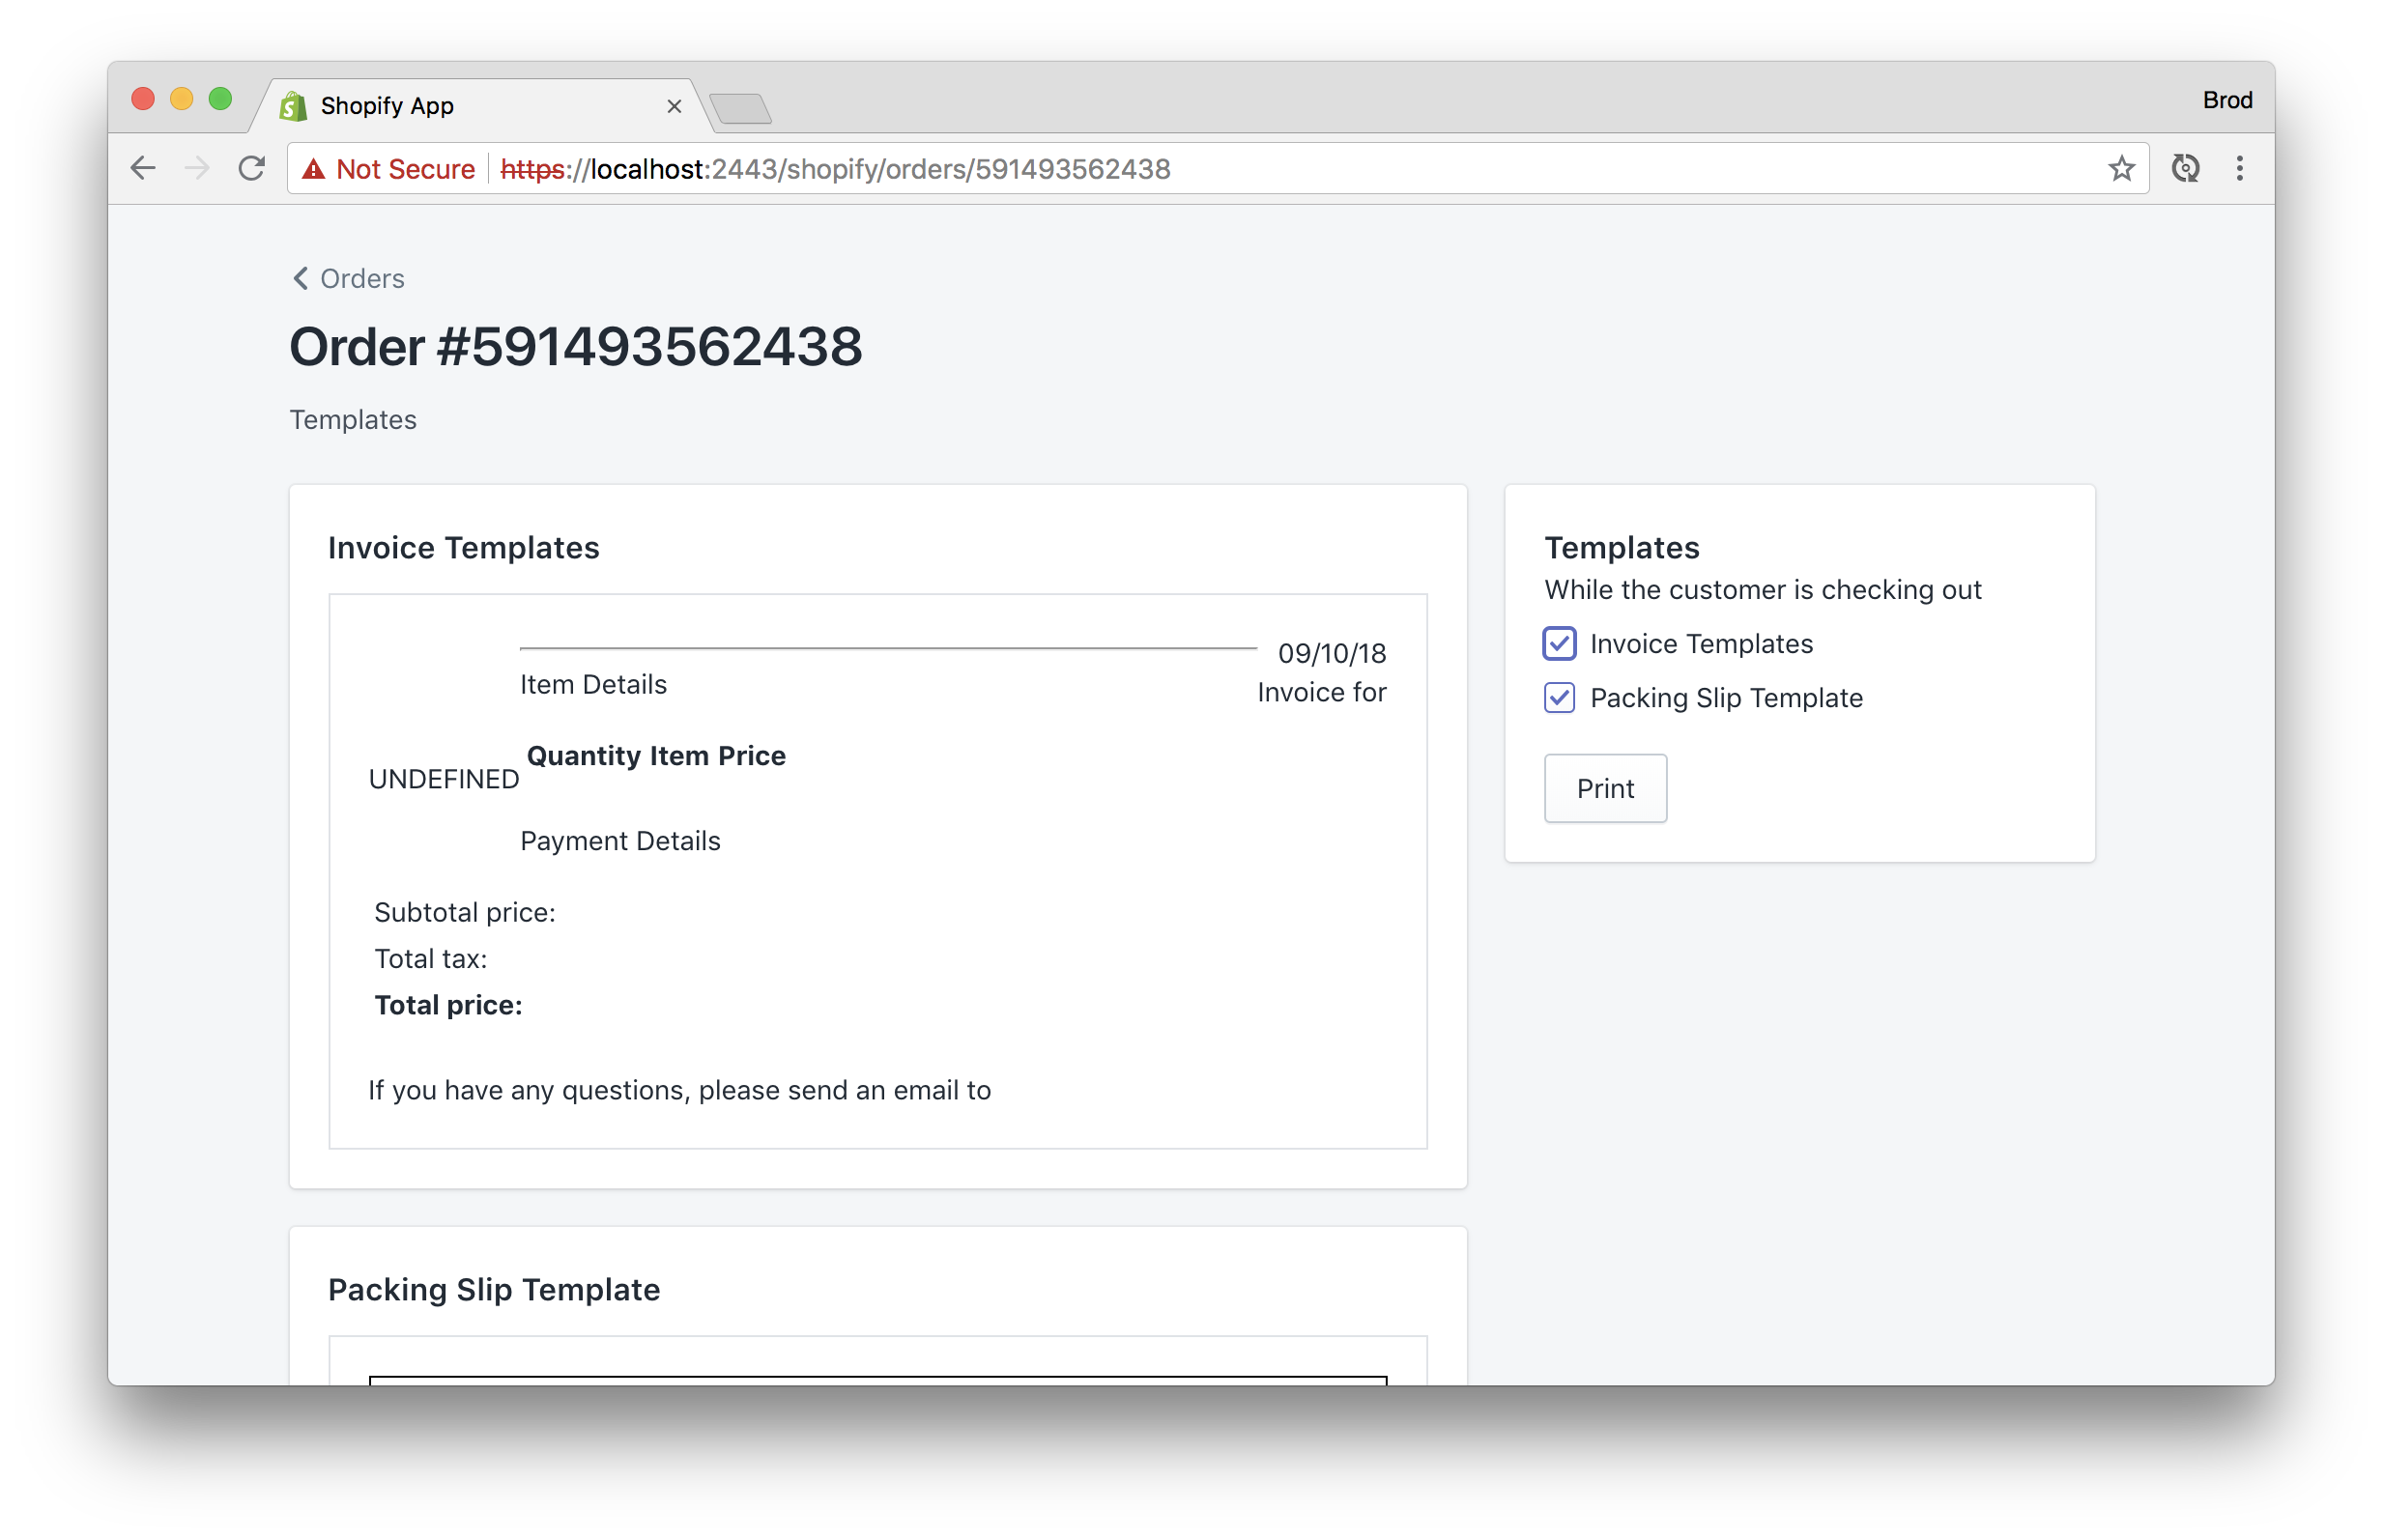 Shopify App
Brod
Not Secure
https://localhost:2443/shopify/orders/591493562438
Orders
Order #591493562438
Templates
Invoice Templates
09/10/18
Invoice for
Item Details
Quantity Item Price
UNDEFINED
Payment Details
Subtotal price:
Total tax:
Total price:
If you have any questions, please send an email to
Packing Slip Template
Templates
While the customer is checking out
Invoice Templates
Packing Slip Template
Print